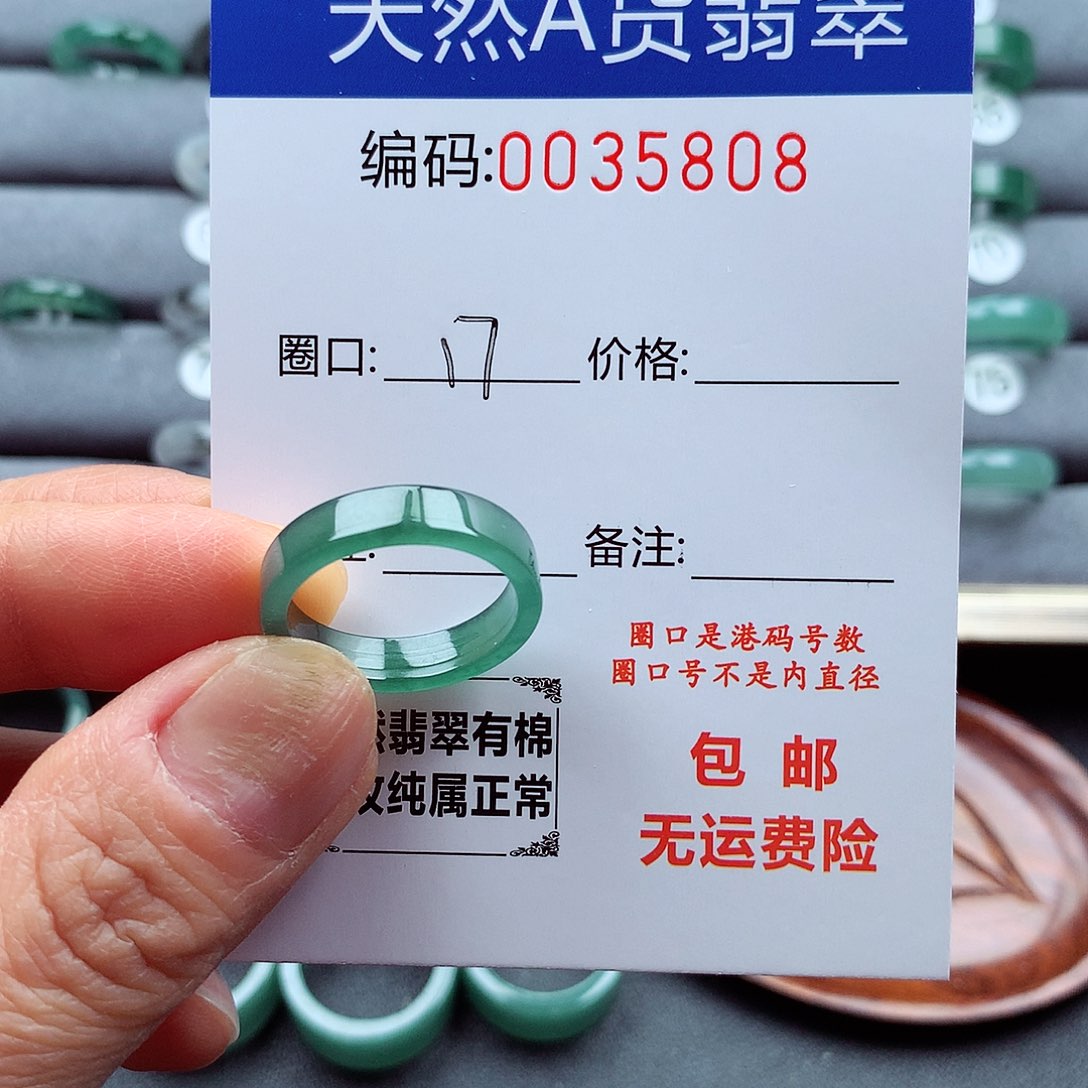 天然A货翡翠
编码:0035808
圈口: 17 价格:
备注:
圈口是港码号数
圈口号不是内直径
翡翠有棉
纯属正常
包 邮
无运费险
15